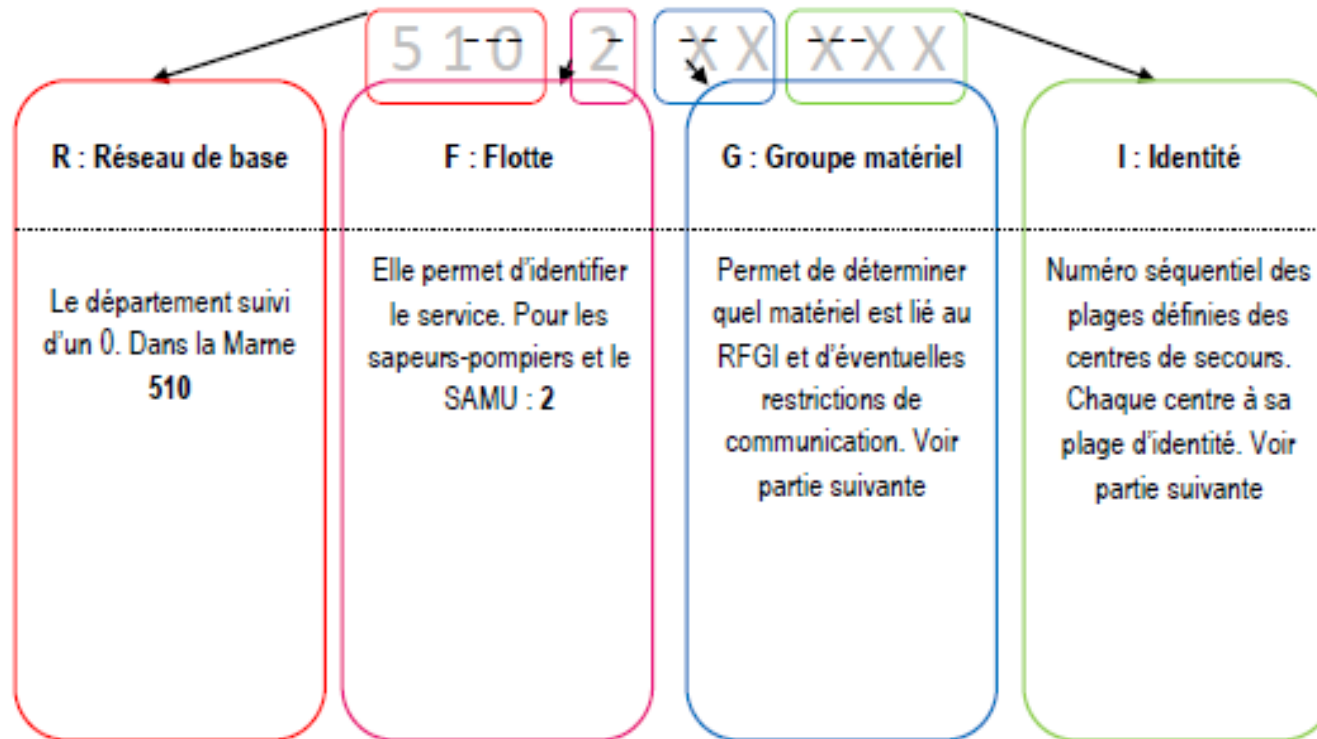 510 2 XX XXX
R : Réseau de base
Le département suivi
d'un 0. Dans la Marne
510
F : Flotte
Elle permet d'identifier
le service. Pour les
sapeurs-pompiers et le
SAMU : 2
G : Groupe matériel
Permet de déterminer
quel matériel est lié au
RFGI et d'éventuelles
restrictions de
communication. Voir
partie suivante
I : Identité
Numéro séquentiel des
plages définies des
centres de secours.
Chaque centre à sa
plage d'identité. Voir
partie suivante